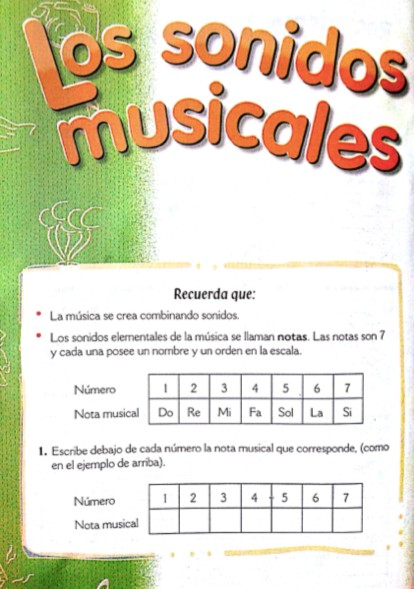 Los sonidos
musicales
Recuerda que:
• La música se crea combinando sonidos.
• Los sonidos elementales de la música se llaman notas. Las notas son 7
y cada una posee un nombre y un orden en la escala.
Número 1 2 3 4 5 6 7
Nota musical Do Re Mi Fa Sol La Si
1. Escribe debajo de cada número la nota musical que corresponde, (como
en el ejemplo de arriba).
Número 1 2 3 4 5 6 7
Nota musical